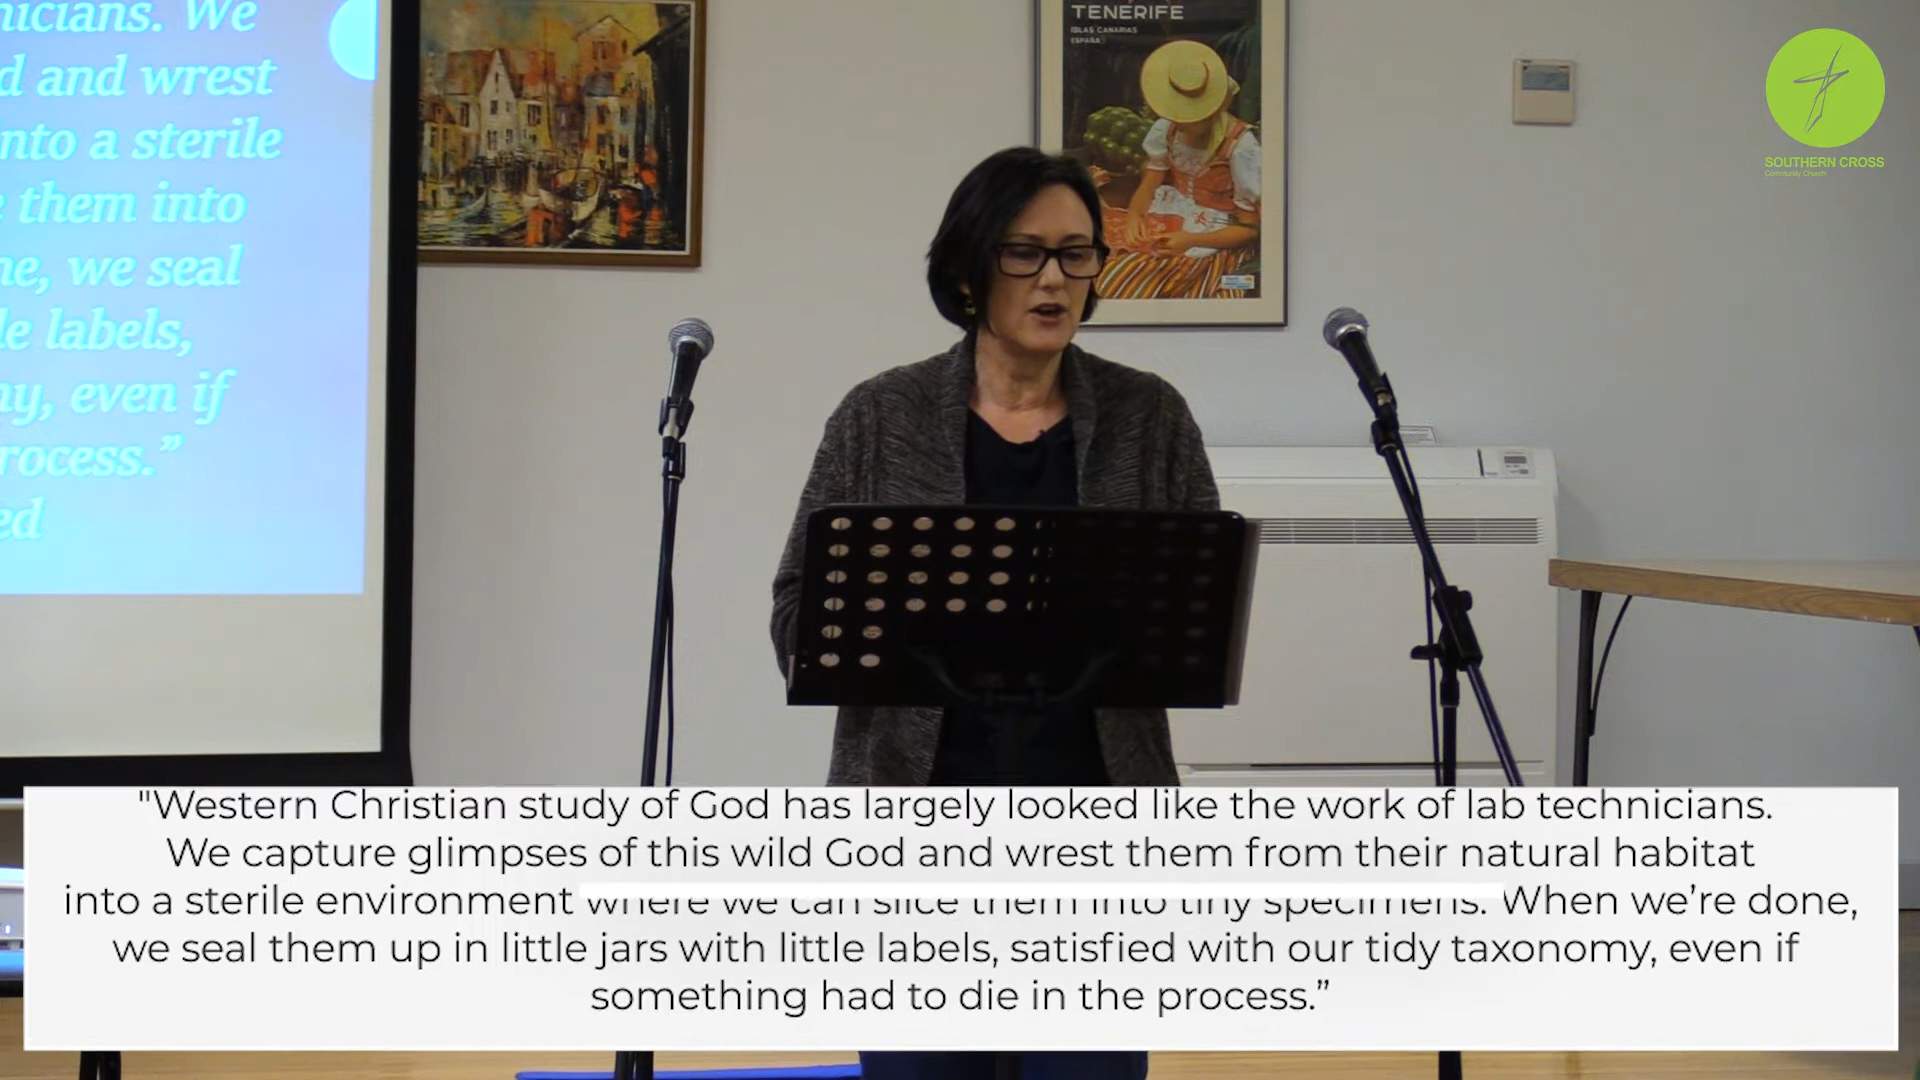 nicians. We
d and wrest
nto a sterile
them into
ne, we seal
le labels,
ny, even if
rocess.”
ed
TENERIFE
ISLAS CANARIAS
ESPAÑA
SOUTHERN CROSS
Community Church
"Western Christian study of God has largely looked like the work of lab technicians.
We capture glimpses of this wild God and wrest them from their natural habitat
into a sterile environment where we can slice them into tiny specimens. When we’re done,
we seal them up in little jars with little labels, satisfied with our tidy taxonomy, even if
something had to die in the process.”